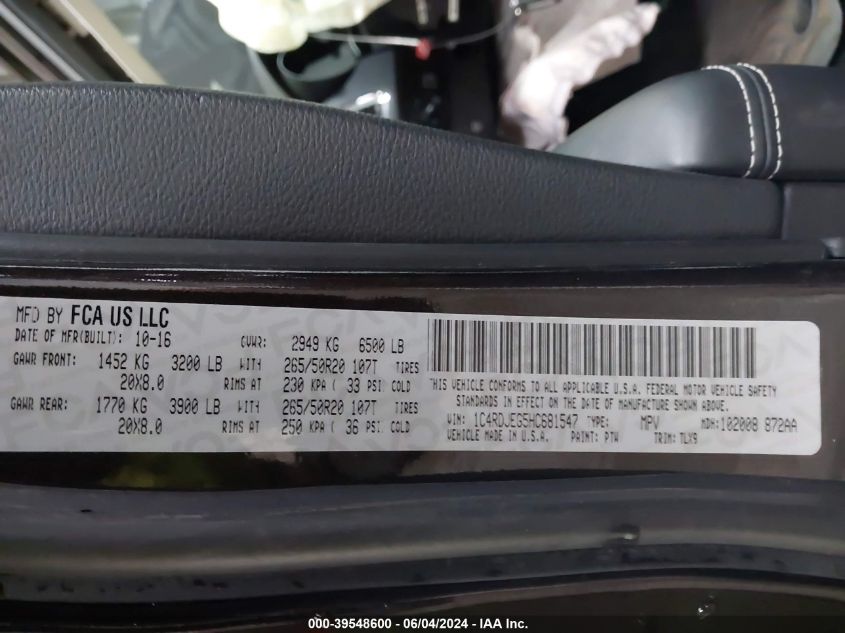 MFD BY FCA US LLC
DATE OF MFR(BUILT): 10-16 GVWR: 2949 KG 6500 LB
GAWR FRONT: 1452 KG 3200 LB WITH 265/50R20 107T TIRES
20X8.0 RIMS AT 230 KPA ( 33 PSI COLD
GAWR REAR: 1770 KG 3900 LB WITH 265/50R20 107T TIRES
20X8.0 RIMS AT 250 KPA ( 36 PSI COLD
THIS VEHICLE CONFORMS TO ALL APPLICABLE U.S.A. FEDERAL MOTOR VEHICLE SAFETY
STANDARDS IN EFFECT ON THE DATE OF MANUFACTURE SHOWN ABOVE.
VIN: 1C4RDJEG5HC681547 TYPE: MPV MDH:102008 872AA
VEHICLE MADE IN U.S.A. PAINT: PTW TRIM: TLX9
000-39548600 - 06/04/2024 - IAA Inc.